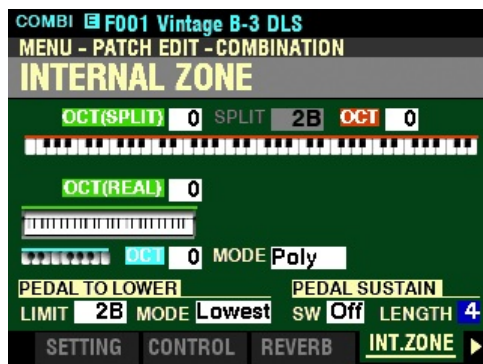 COMBI E F001 Vintage B-3 DLS
MENU - PATCH EDIT - COMBINATION
INTERNAL ZONE
OCT(SPLIT) 0 SPLIT 2B OCT 0
OCT(REAL) 0
OCT 0 MODE Poly
PEDAL TO LOWER PEDAL SUSTAIN
LIMIT 2B MODE Lowest SW Off LENGTH 4
SETTING CONTROL REVERB INT.ZONE